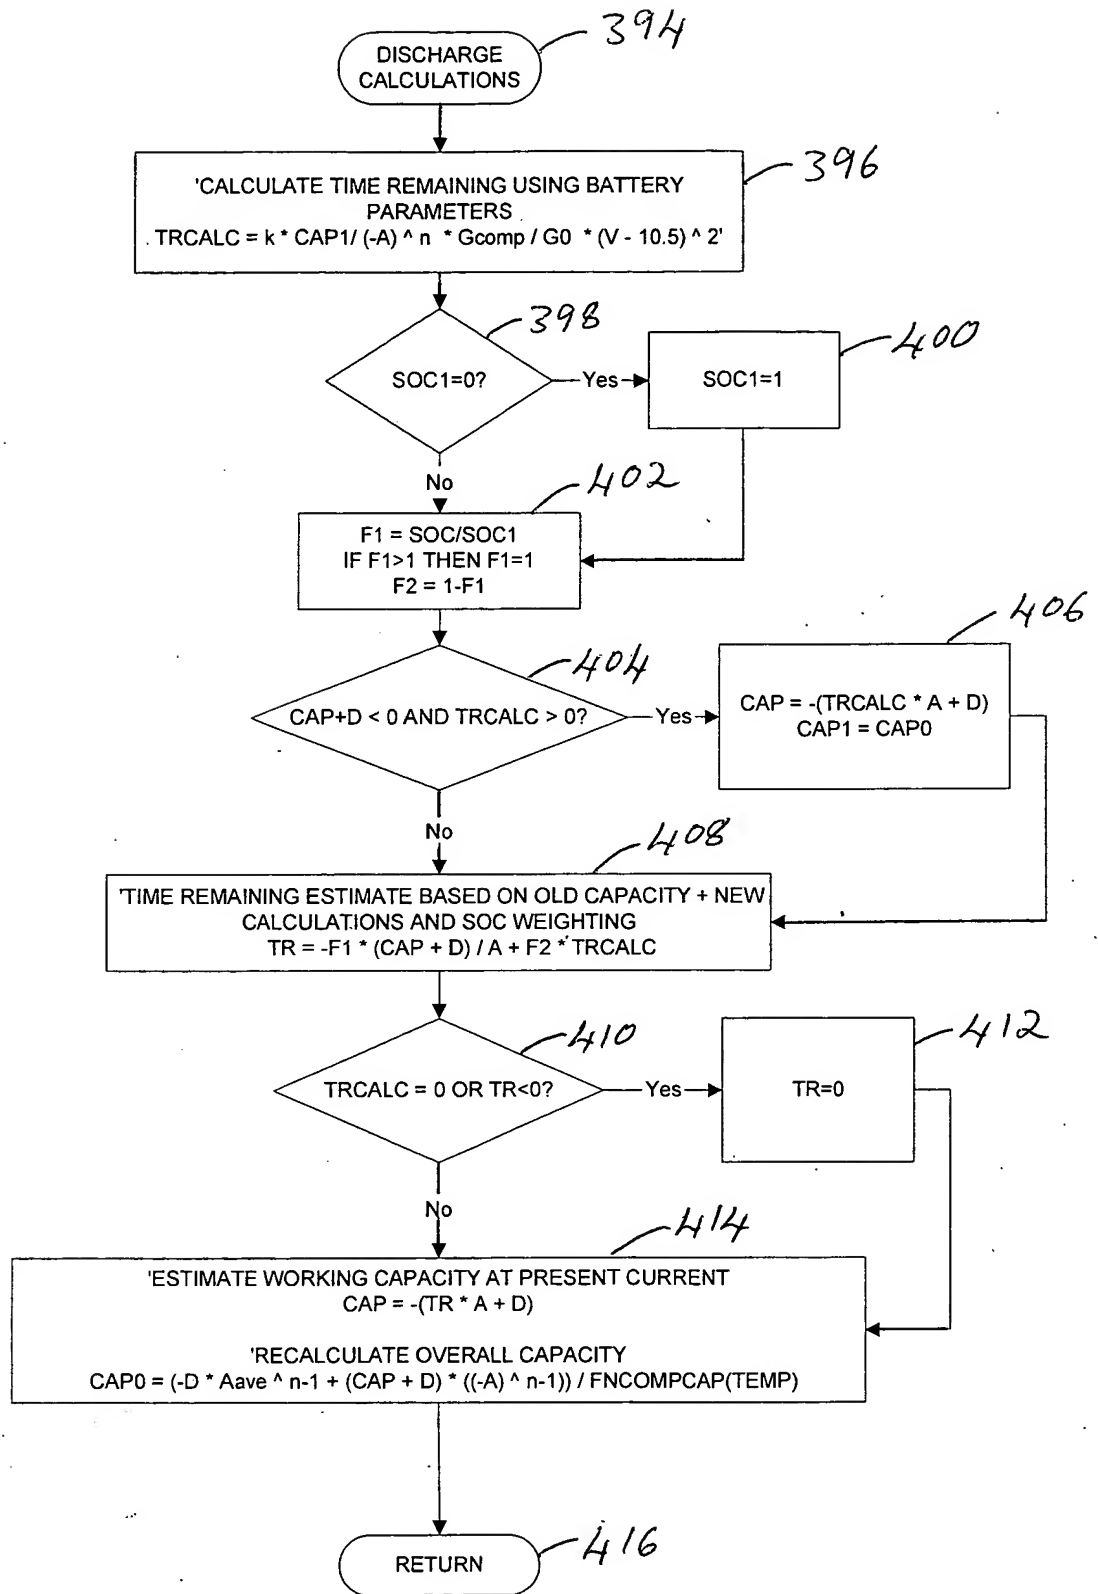 394
DISCHARGE
CALCULATIONS
396
'CALCULATE TIME REMAINING USING BATTERY
PARAMETERS
TRCALC = k * CAP1/ (-A) ^ n * Gcomp / G0 * (V - 10.5) ^ 2'
398
400
SOC1=0?
Yes
SOC1=1
No
402
F1 = SOC/SOC1
IF F1>1 THEN F1=1
F2 = 1-F1
406
404
CAP+D < 0 AND TRCALC > 0?
Yes
CAP = -(TRCALC * A + D)
CAP1 = CAP0
No
408
'TIME REMAINING ESTIMATE BASED ON OLD CAPACITY + NEW
CALCULATIONS AND SOC WEIGHTING
TR = -F1 * (CAP + D) / A + F2 * TRCALC
410
412
TRCALC = 0 OR TR<0?
Yes
TR=0
No
414
'ESTIMATE WORKING CAPACITY AT PRESENT CURRENT
CAP = -(TR * A + D)
'RECALCULATE OVERALL CAPACITY
CAP0 = (-D * Aave ^ n-1 + (CAP + D) * ((-A) ^ n-1)) / FNCOMPCAP(TEMP)
RETURN
416